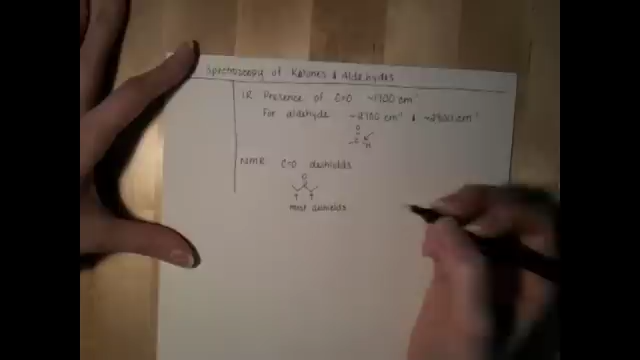 Spectroscopy of Ketones & Aldehydes
IR Presence of C=O ~1700 cm⁻¹
For aldehyde ~2700 cm⁻¹ & ~2800 cm⁻¹
O
C H
NMR C=O deshields
O
most deshields